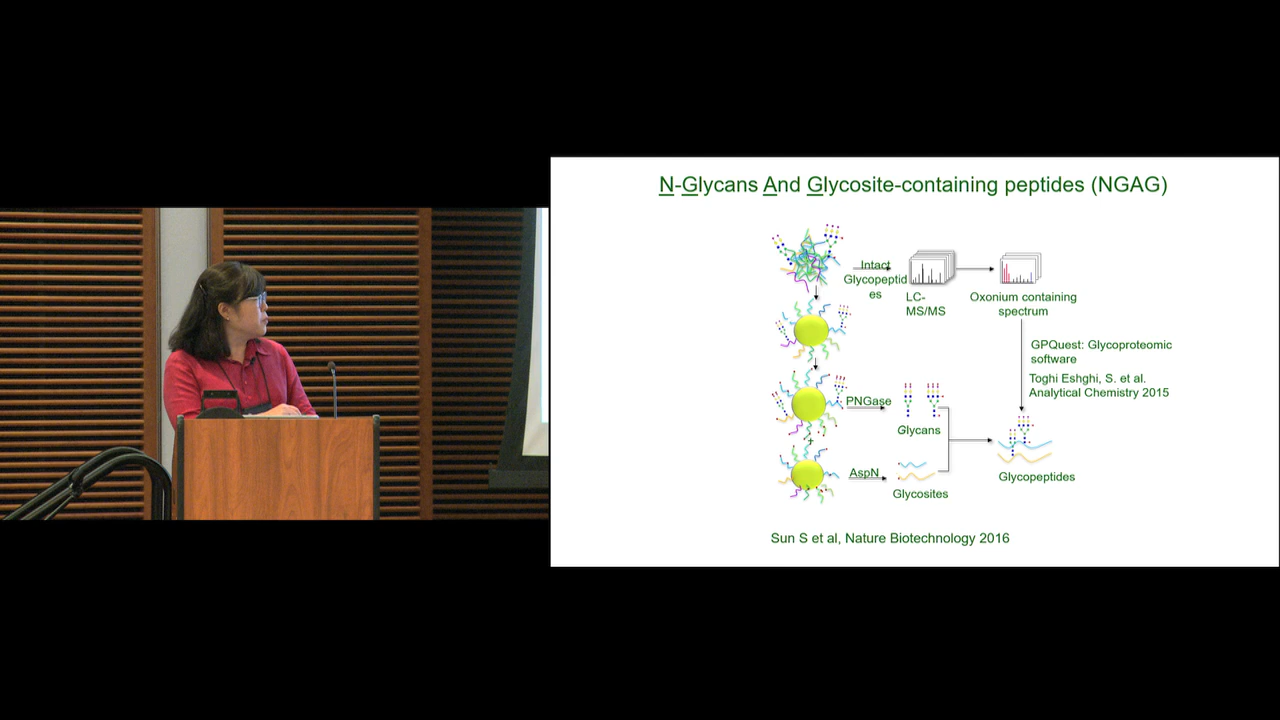 N-Glycans And Glycosite-containing peptides (NGAG)
Intact
Glycopeptid
es
LC-
MS/MS
Oxonium containing
spectrum
GPQuest: Glycoproteomic
software
Toghi Eshghi, S. et al.
Analytical Chemistry 2015
PNGase
Glycans
AspN
Glycosites
Glycopeptides
Sun S et al, Nature Biotechnology 2016